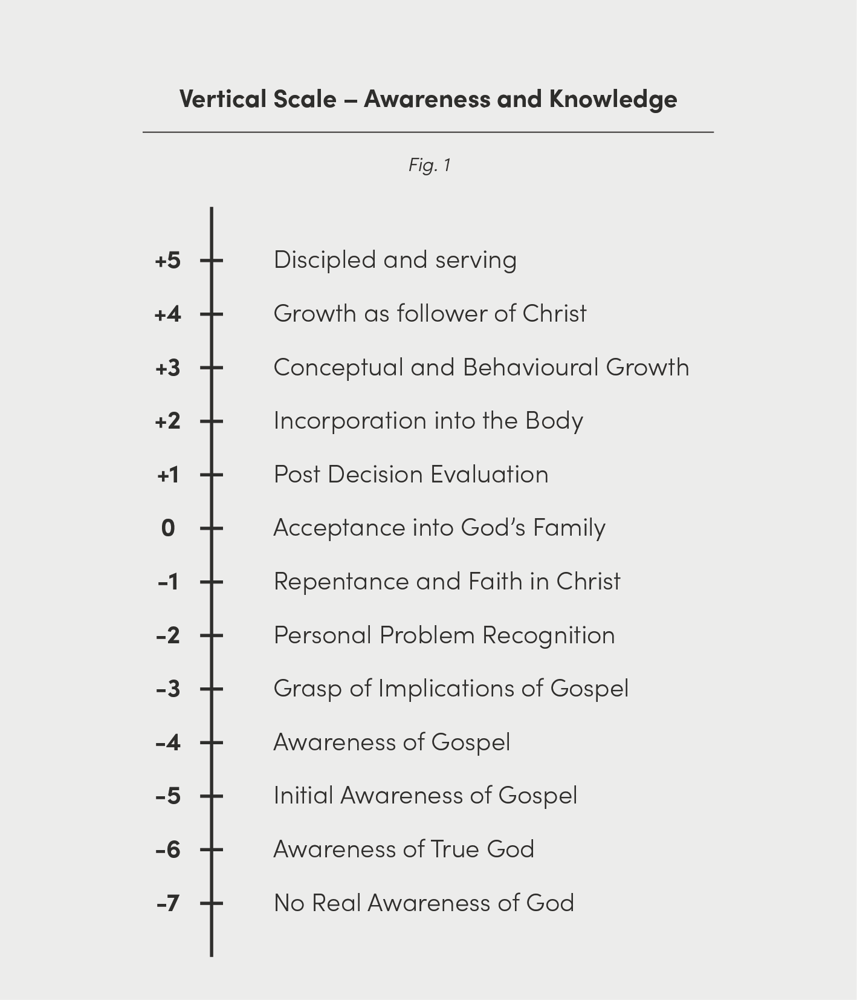 Vertical Scale – Awareness and Knowledge
Fig. 1
+5 Discipled and serving
+4 Growth as follower of Christ
+3 Conceptual and Behavioural Growth
+2 Incorporation into the Body
+1 Post Decision Evaluation
0 Acceptance into God’s Family
-1 Repentance and Faith in Christ
-2 Personal Problem Recognition
-3 Grasp of Implications of Gospel
-4 Awareness of Gospel
-5 Initial Awareness of Gospel
-6 Awareness of True God
-7 No Real Awareness of God